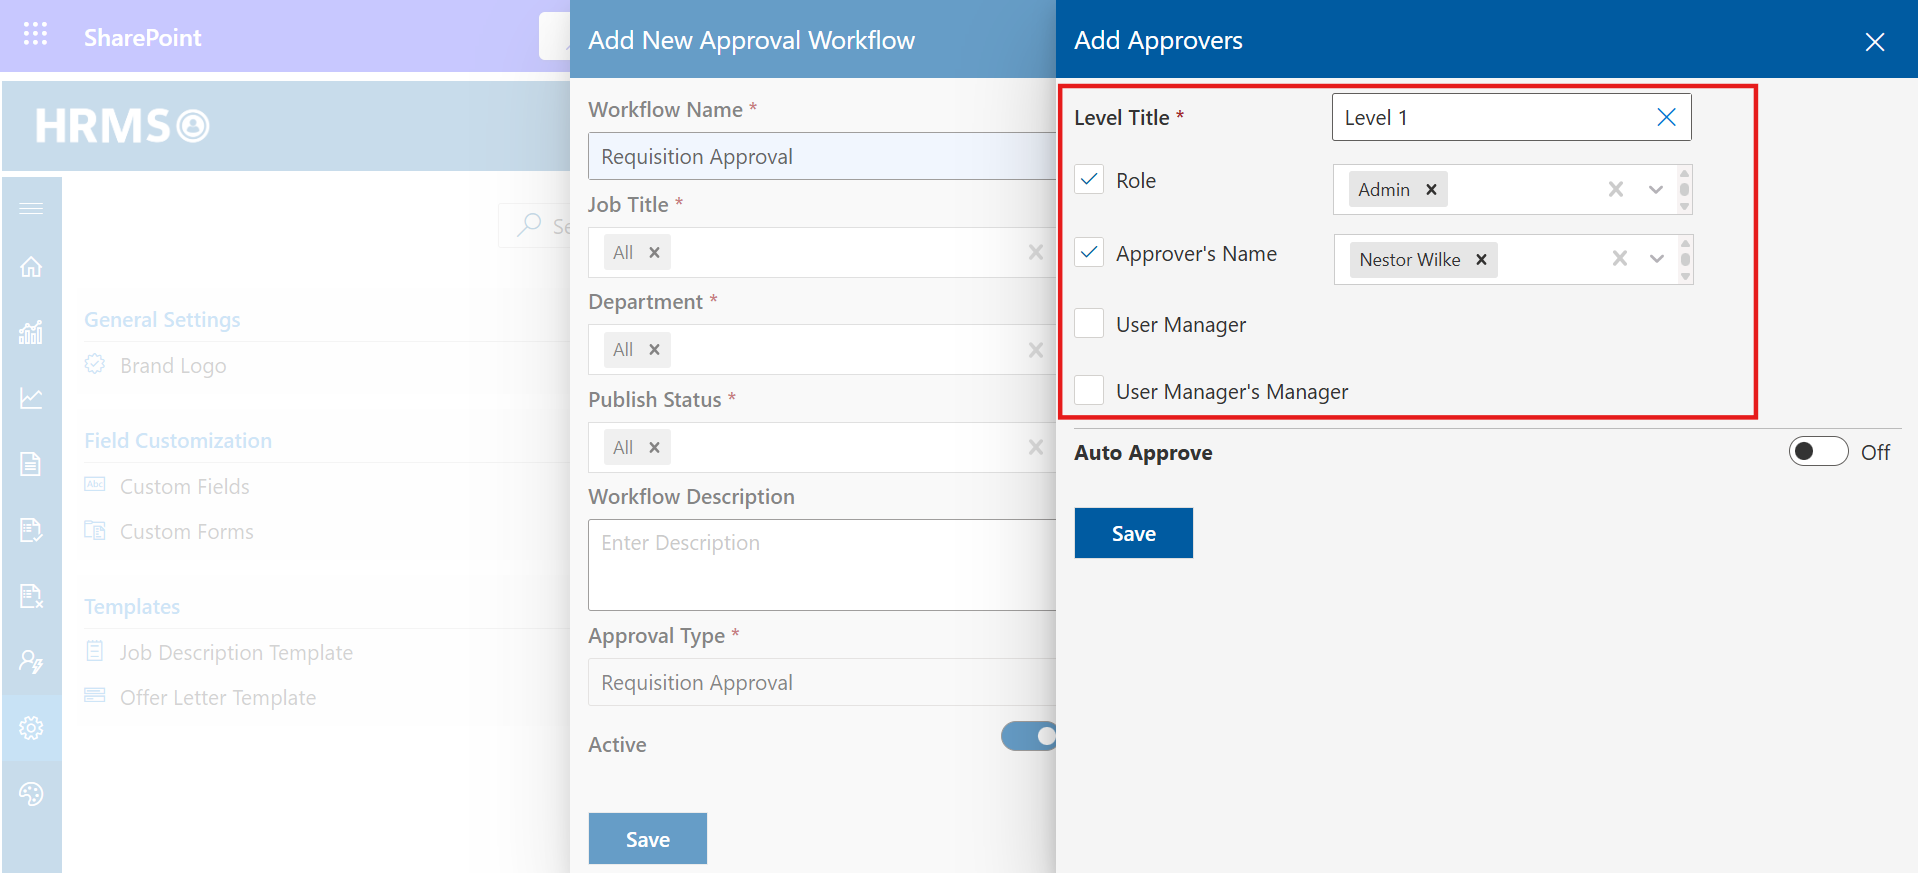 SharePoint
HRMS
Se
General Settings
Brand Logo
Field Customization
Abc Custom Fields
Custom Forms
Templates
Job Description Template
Offer Letter Template
Add New Approval Workflow
Workflow Name *
Requisition Approval
Job Title *
All
Department *
All
Publish Status *
All
Workflow Description
Enter Description
Approval Type *
Requisition Approval
Active
Save
Add Approvers
Level Title *
Level 1
Role
Admin
Approver's Name
Nestor Wilke
User Manager
User Manager's Manager
Auto Approve
Off
Save